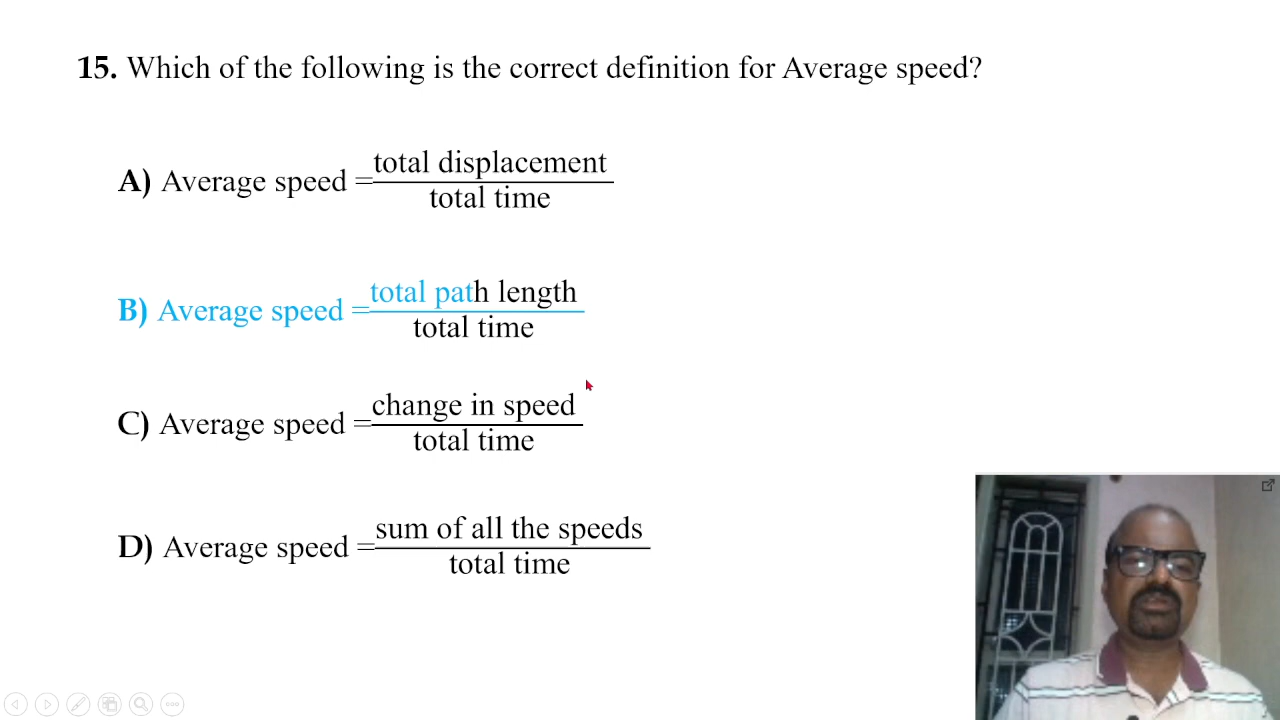 15. Which of the following is the correct definition for Average speed?
total displacement
A) Average speed =
total time
total path length
B) Average speed =
total time
change in speed
C) Average speed =
total time
sum of all the speeds
D) Average speed =
total time